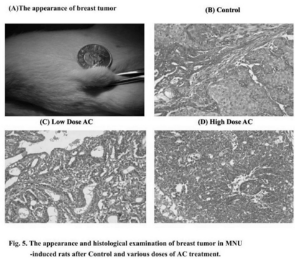 (A)The appearance of breast tumor
(B) Control
(C) Low Dose AC
(D) High Dose AC
Fig. 5. The appearance and histological examination of breast tumor in MNU
-induced rats after Control and various doses of AC treatment.